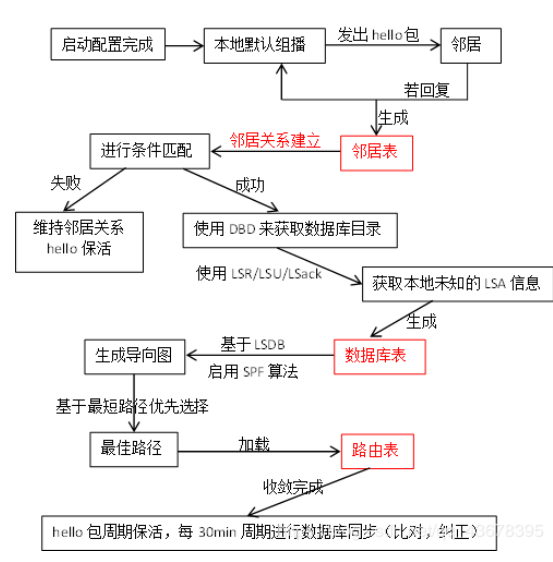 启动配置完成
本地默认组播
发出 hello 包
邻居
若回复
生成
邻居表
邻居关系建立
进行条件匹配
失败
成功
维持邻居关系
hello 保活
使用 DBD 来获取数据库目录
使用 LSR/LSU/LSack
获取本地未知的 LSA 信息
生成
数据库表
基于 LSDB
启用 SPF 算法
生成导向图
基于最短路径优先选择
最佳路径
加载
路由表
收敛完成
hello 包周期保活，每 30min 周期进行数据库同步（比对，纠正）